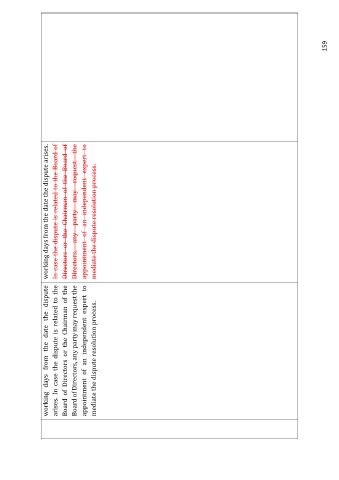 working days from the date the dispute
arises. In case the dispute is related to the
Board of Directors or the Chairman of the
Board of Directors, any party may request the
appointment of an independent expert to
mediate the dispute resolution process.
working days from the date the dispute arises.
In case the dispute is related to the Board of
Directors or the Chairman of the Board of
Directors, any party may request the
appointment of an independent expert to
mediate the dispute resolution process.
159